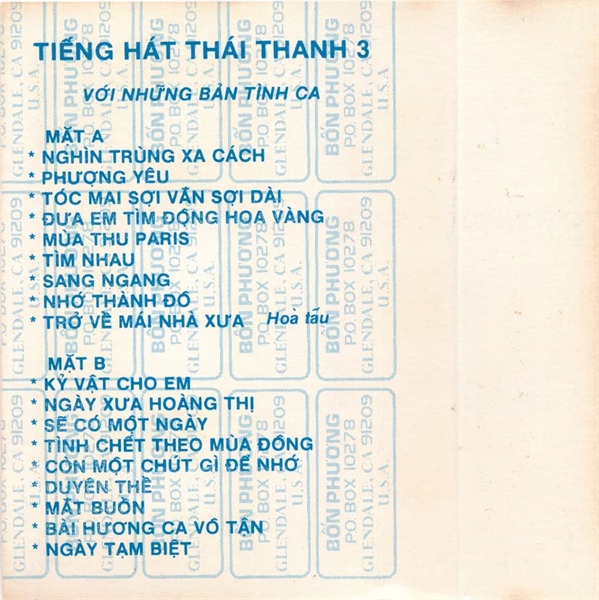 TIẾNG HÁT THÁI THANH 3
VỚI NHỮNG BẢN TÌNH CA
MẶT A
* NGHÌN TRÙNG XA CÁCH
* PHƯỢNG YÊU
* TÓC MAI SỢI VẮN SỢI DÀI
* ĐƯA EM TÌM ĐỘNG HOA VÀNG
* MÙA THU PARIS
* TÌM NHAU
* SANG NGANG
* NHỚ THÀNH ĐÔ
* TRỞ VỀ MÁI NHÀ XƯA Hoà tấu
MẶT B
* KỶ VẬT CHO EM
* NGÀY XƯA HOÀNG THỊ
* SẼ CÓ MỘT NGÀY
* TÌNH CHẾT THEO MÙA ĐÔNG
* CÒN MỘT CHÚT GÌ ĐỂ NHỚ
* DUYÊN THỀ
* MẮT BUỒN
* BÀI HƯƠNG CA VÔ TẬN
* NGÀY TẠM BIỆT
BỐN PHƯƠNG
P.O BOX 10278
GLENDALE, CA 91209
U.S.A.